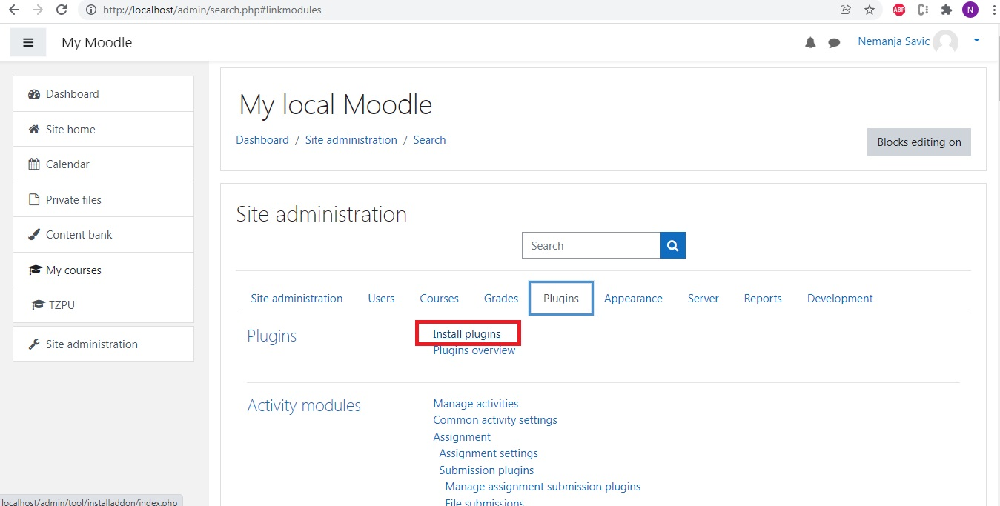 http://localhost/admin/search.php#linkmodules
ABP
N
My Moodle
Nemanja Savic
Dashboard
Site home
Calendar
Private files
Content bank
My courses
TZPU
Site administration
My local Moodle
Dashboard / Site administration / Search
Blocks editing on
Site administration
Search
Site administration Users Courses Grades Plugins Appearance Server Reports Development
Plugins
Install plugins
Plugins overview
Activity modules
Manage activities
Common activity settings
Assignment
Assignment settings
Submission plugins
Manage assignment submission plugins
File submissions
localhost/admin/tool/installaddon/index.php